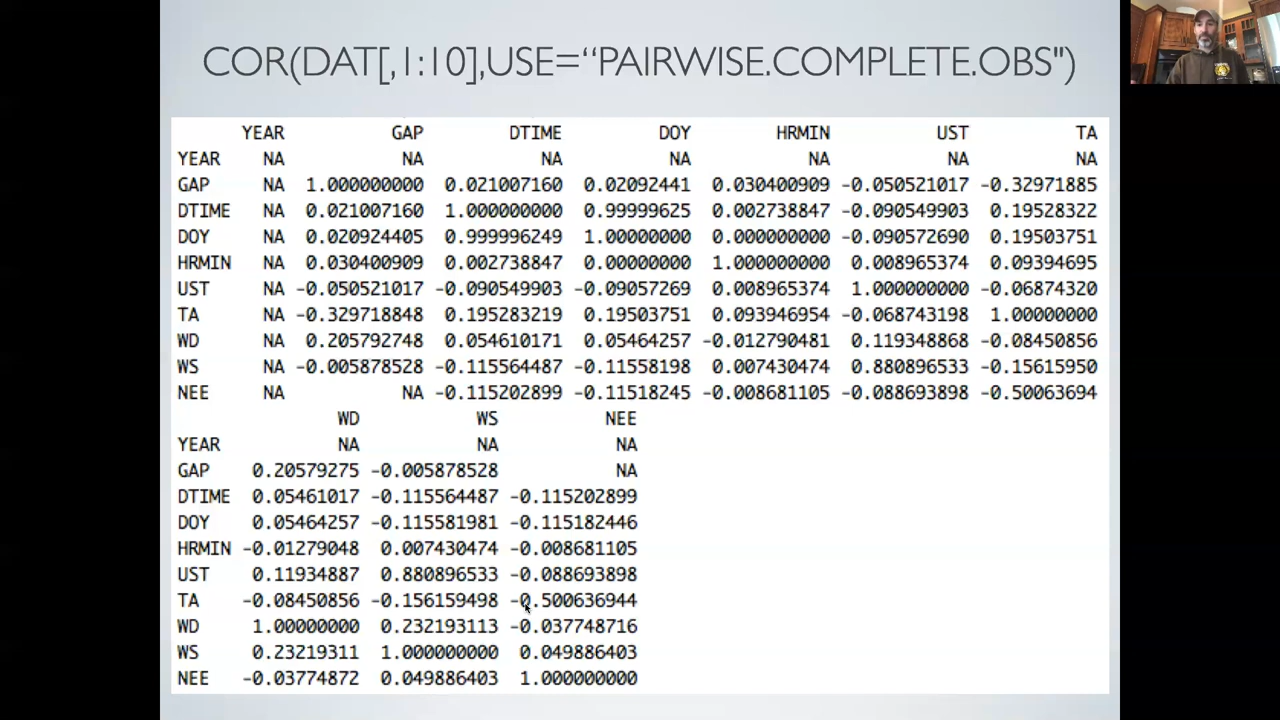 COR(DAT[,1:10],USE=“PAIRWISE.COMPLETE.OBS")
YEAR GAP DTIME DOY HRMIN UST TA
YEAR NA NA NA NA NA NA NA
GAP NA 1.000000000 0.021007160 0.02092441 0.030400909 -0.050521017 -0.32971885
DTIME NA 0.021007160 1.000000000 0.99999625 0.002738847 -0.090549903 0.19528322
DOY NA 0.020924405 0.999996249 1.00000000 0.000000000 -0.090572690 0.19503751
HRMIN NA 0.030400909 0.002738847 0.00000000 1.000000000 0.008965374 0.09394695
UST NA -0.050521017 -0.090549903 -0.09057269 0.008965374 1.000000000 -0.06874320
TA NA -0.329718848 0.195283219 0.19503751 0.093946954 -0.068743198 1.00000000
WD NA 0.205792748 0.054610171 0.05464257 -0.012790481 0.119348868 -0.08450856
WS NA -0.005878528 -0.115564487 -0.11558198 0.007430474 0.880896533 -0.15615950
NEE NA NA -0.115202899 -0.11518245 -0.008681105 -0.088693898 -0.50063694
WD WS NEE
YEAR NA NA NA
GAP 0.20579275 -0.005878528 NA
DTIME 0.05461017 -0.115564487 -0.115202899
DOY 0.05464257 -0.115581981 -0.115182446
HRMIN -0.01279048 0.007430474 -0.008681105
UST 0.11934887 0.880896533 -0.088693898
TA -0.08450856 -0.156159498 -0.500636944
WD 1.00000000 0.232193113 -0.037748716
WS 0.23219311 1.000000000 0.049886403
NEE -0.03774872 0.049886403 1.000000000